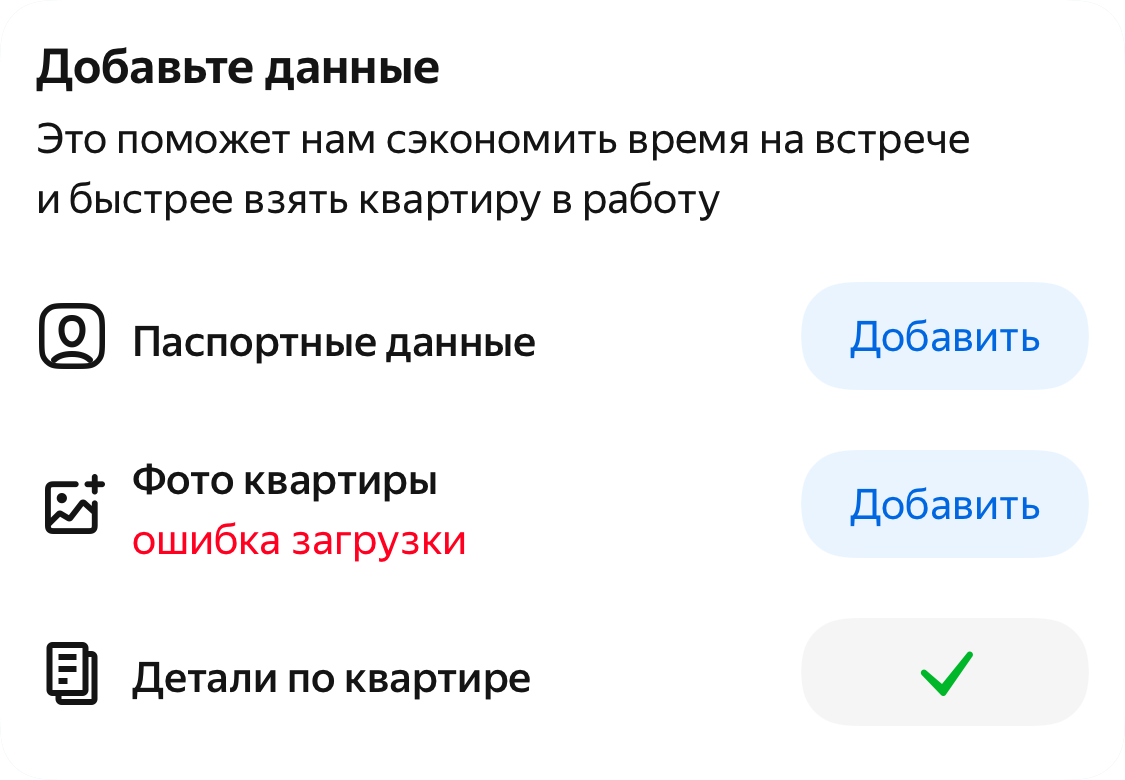 Добавьте данные
Это поможет нам сэкономить время на встрече
и быстрее взять квартиру в работу
Паспортные данные
Добавить
Фото квартиры
ошибка загрузки
Добавить
Детали по квартире